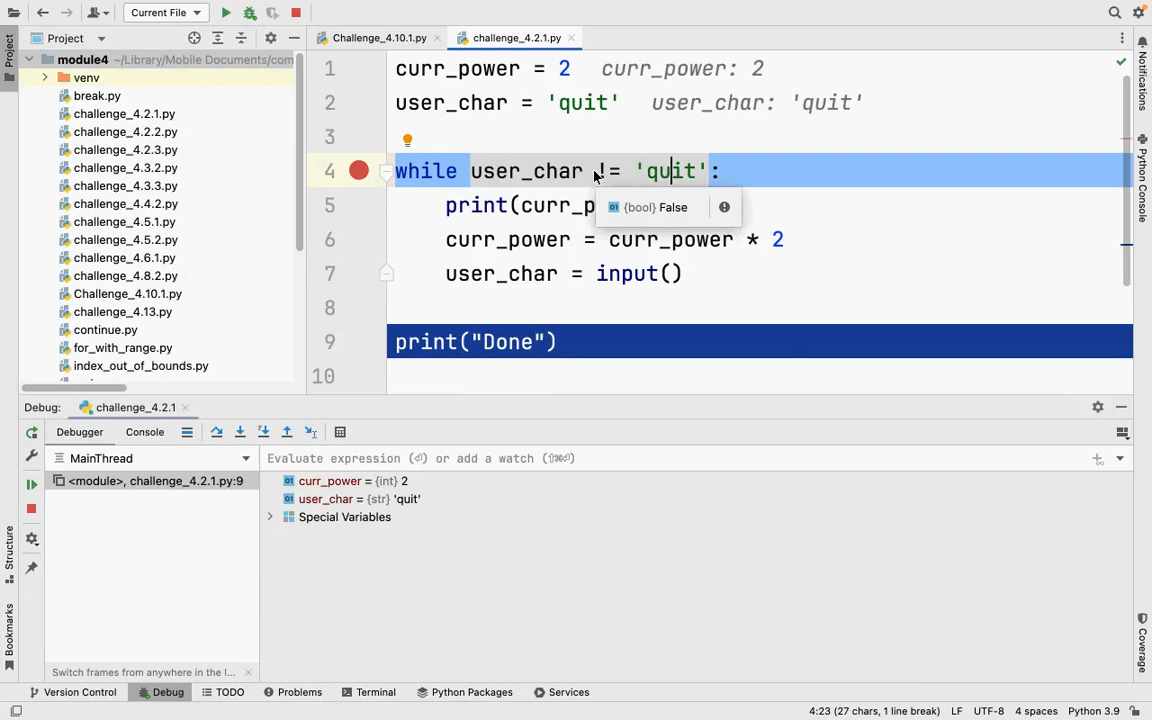 Current File
Project
Challenge_4.10.1.py
challenge_4.2.1.py
Project
Notifications
Python Console
Coverage
Structure
Bookmarks
module4 ~/Library/Mobile Documents/com
venv
break.py
challenge_4.2.1.py
challenge_4.2.2.py
challenge_4.2.3.py
challenge_4.3.2.py
challenge_4.3.3.py
challenge_4.4.2.py
challenge_4.5.1.py
challenge_4.5.2.py
challenge_4.6.1.py
challenge_4.8.2.py
Challenge_4.10.1.py
challenge_4.13.py
continue.py
for_with_range.py
index_out_of_bounds.py
1 curr_power = 2 curr_power: 2
2 user_char = 'quit' user_char: 'quit'
3
4 while user_char != 'quit':
5 print(curr_p
{bool} False
6 curr_power = curr_power * 2
7 user_char = input()
8
9 print("Done")
10
Debug: challenge_4.2.1
Debugger Console
MainThread
Evaluate expression (⏎) or add a watch (⇧⌘⏎)
<module>, challenge_4.2.1.py:9
curr_power = {int} 2
user_char = {str} 'quit'
Special Variables
Switch frames from anywhere in the I...
Version Control Debug TODO Problems Terminal Python Packages Services
4:23 (27 chars, 1 line break) LF UTF-8 4 spaces Python 3.9